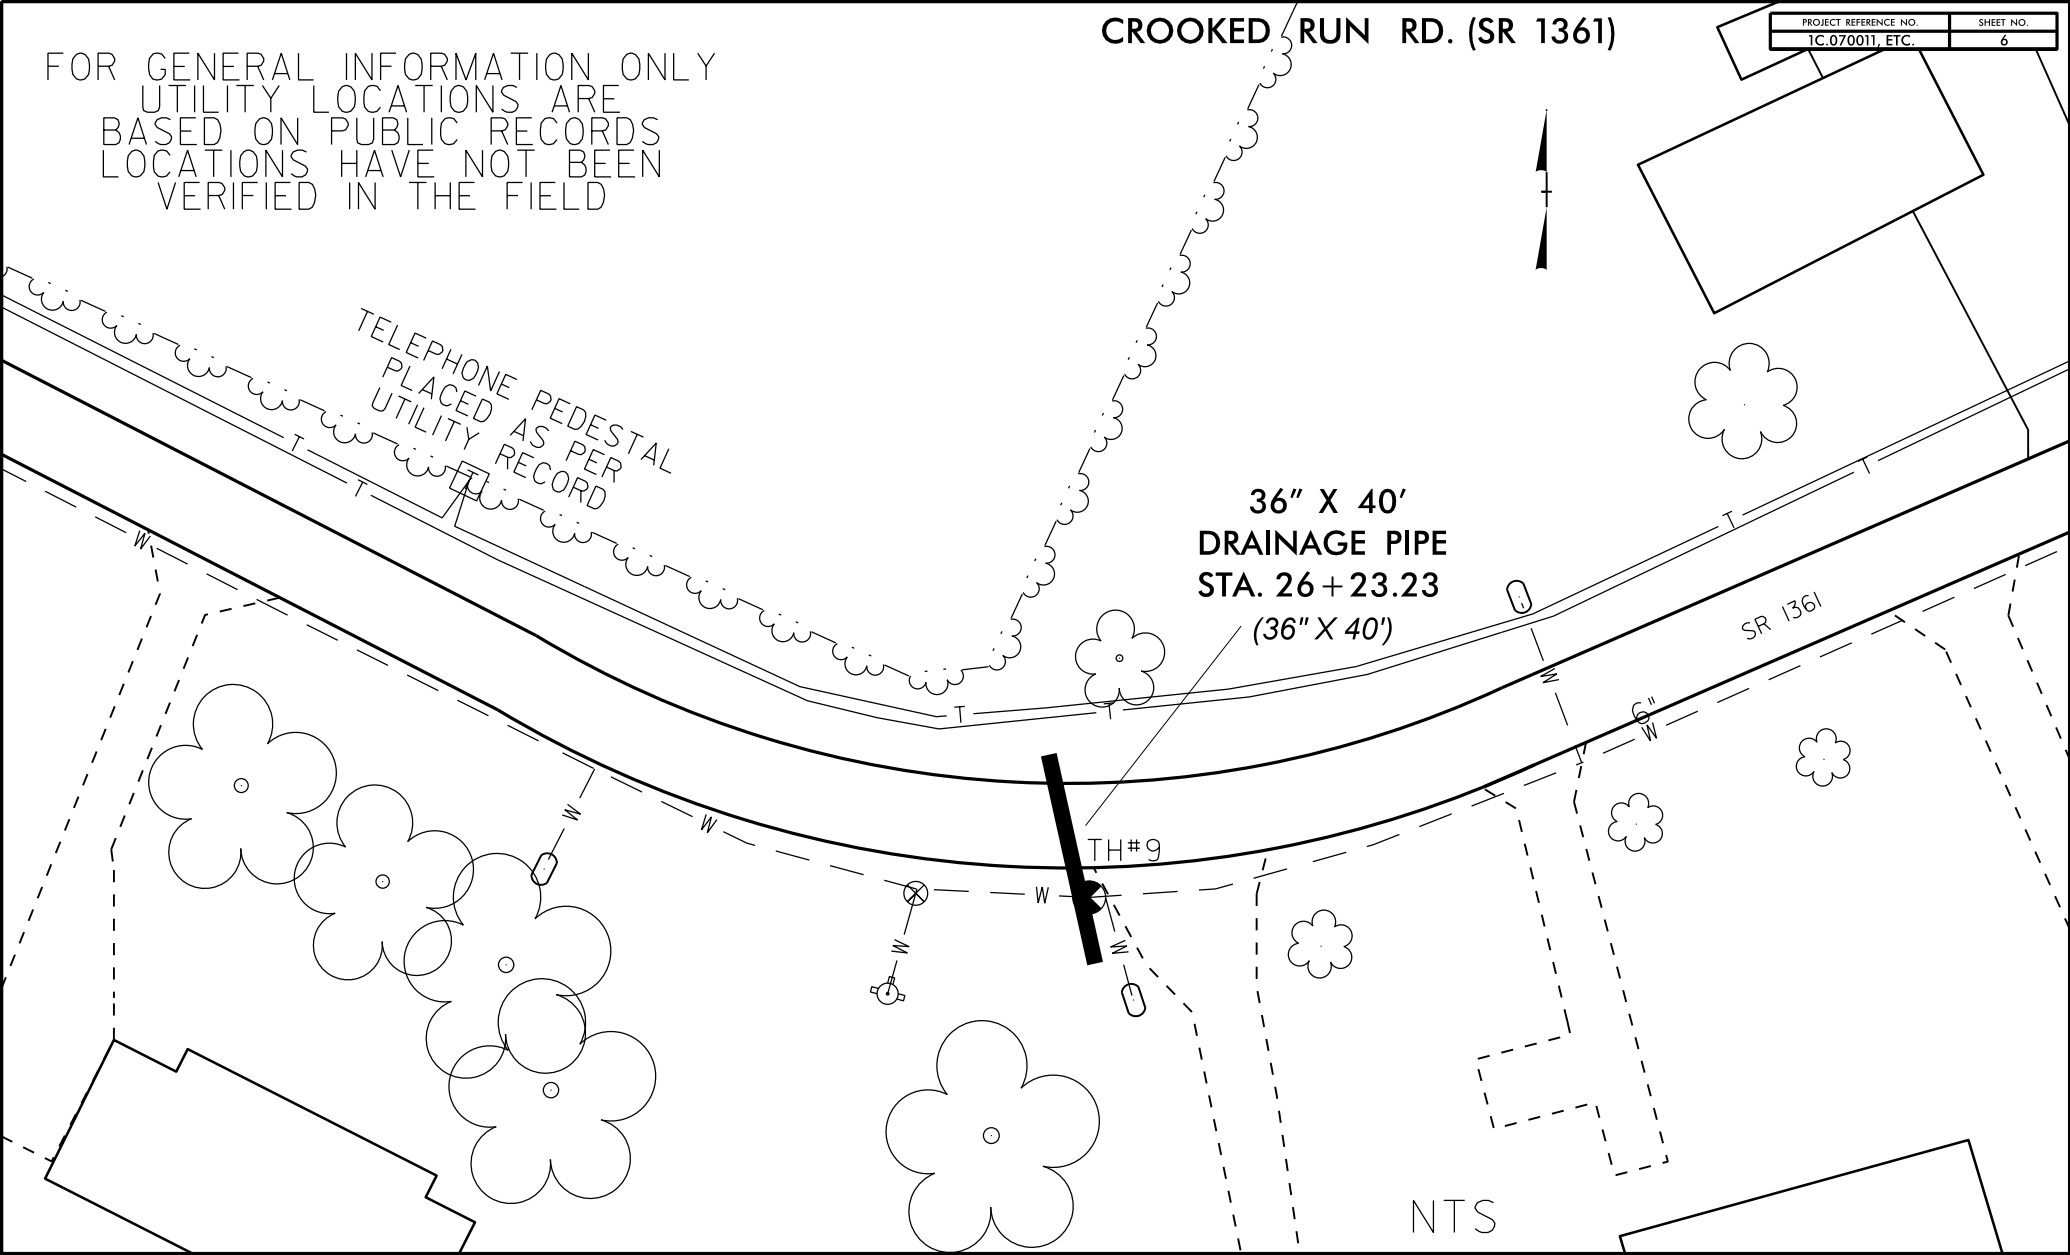 CROOKED RUN RD. (SR 1361)
PROJECT REFERENCE NO.
SHEET NO.
1C.070011, ETC.
6
FOR GENERAL INFORMATION ONLY
UTILITY LOCATIONS ARE
BASED ON PUBLIC RECORDS
LOCATIONS HAVE NOT BEEN
VERIFIED IN THE FIELD
TELEPHONE PEDESTAL
PLACED AS PER
UTILITY RECORD
T
T
T
T
T
36" X 40'
DRAINAGE PIPE
STA. 26+23.23
(36" X 40')
SR 1361
W
W
6"
W
T
T
W
W
TH#9
W
W
W
NTS